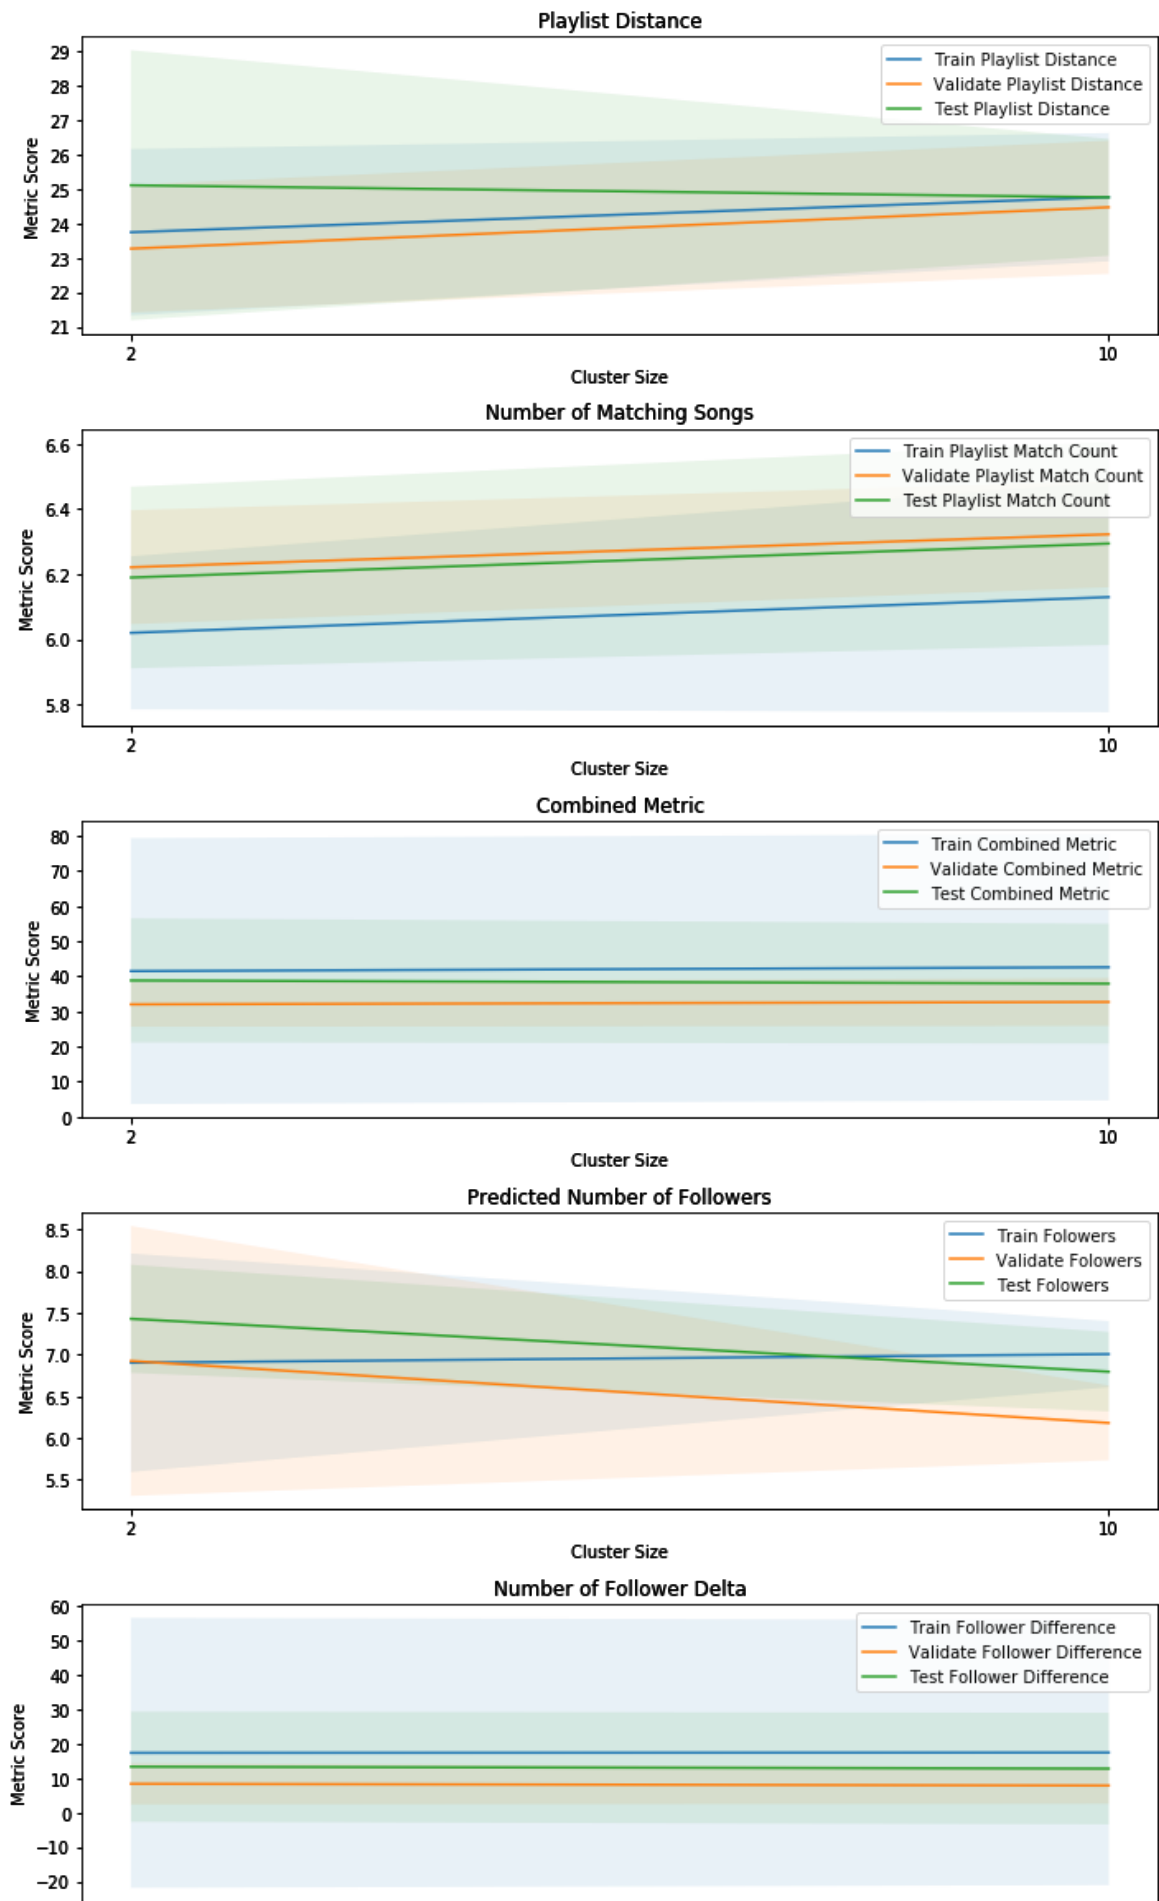 Playlist Distance
29
28
27
26
25
24
23
22
21
Metric Score
Train Playlist Distance
Validate Playlist Distance
Test Playlist Distance
2
10
Cluster Size
Number of Matching Songs
6.6
6.4
6.2
6.0
5.8
Metric Score
Train Playlist Match Count
Validate Playlist Match Count
Test Playlist Match Count
2
10
Cluster Size
Combined Metric
80
70
60
50
40
30
20
10
0
Metric Score
Train Combined Metric
Validate Combined Metric
Test Combined Metric
2
10
Cluster Size
Predicted Number of Followers
8.5
8.0
7.5
7.0
6.5
6.0
5.5
Metric Score
Train Folowers
Validate Folowers
Test Folowers
2
10
Cluster Size
Number of Follower Delta
60
50
40
30
20
10
0
−10
−20
Metric Score
Train Follower Difference
Validate Follower Difference
Test Follower Difference